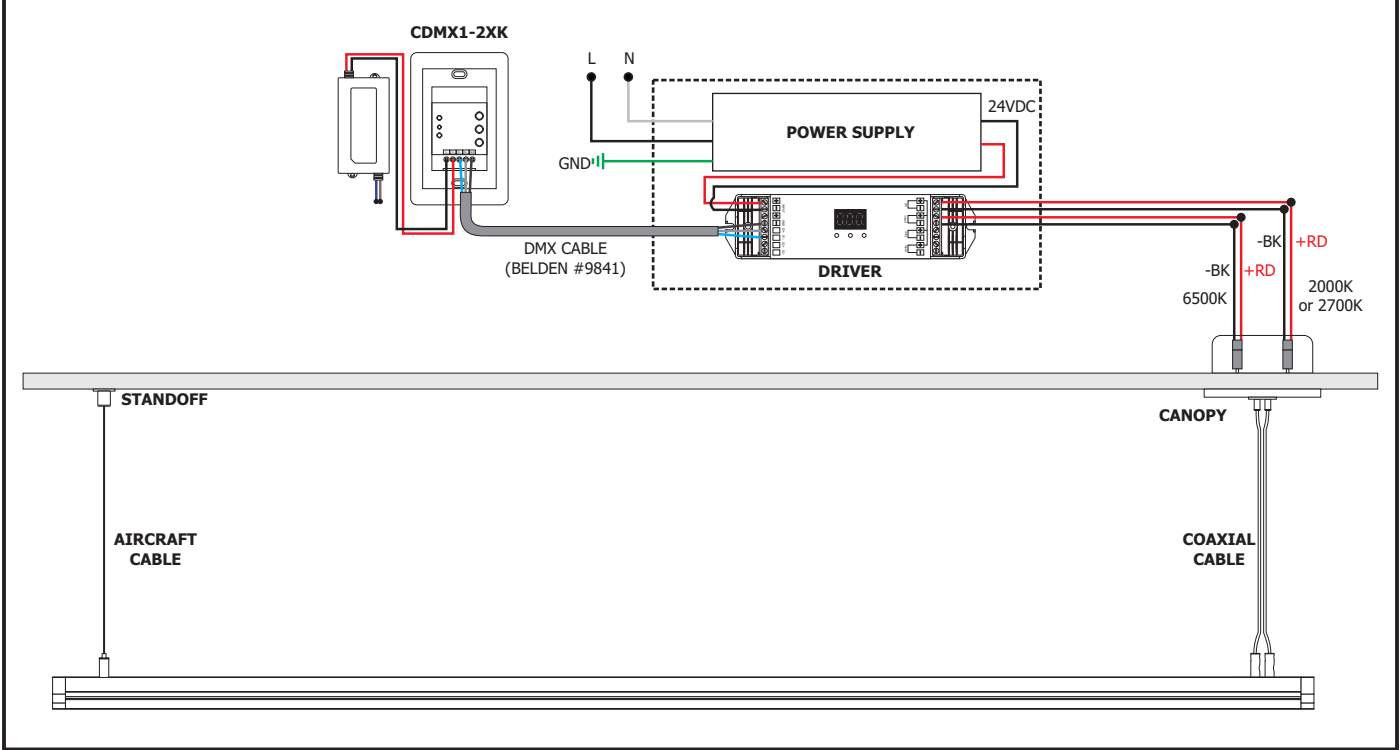 CDMX1-2XK
L
N
24VDC
POWER SUPPLY
GND
DMX CABLE
(BELDEN #9841)
DRIVER
-BK
+RD
-BK
+RD
6500K
2000K
or 2700K
STANDOFF
CANOPY
AIRCRAFT
CABLE
COAXIAL
CABLE